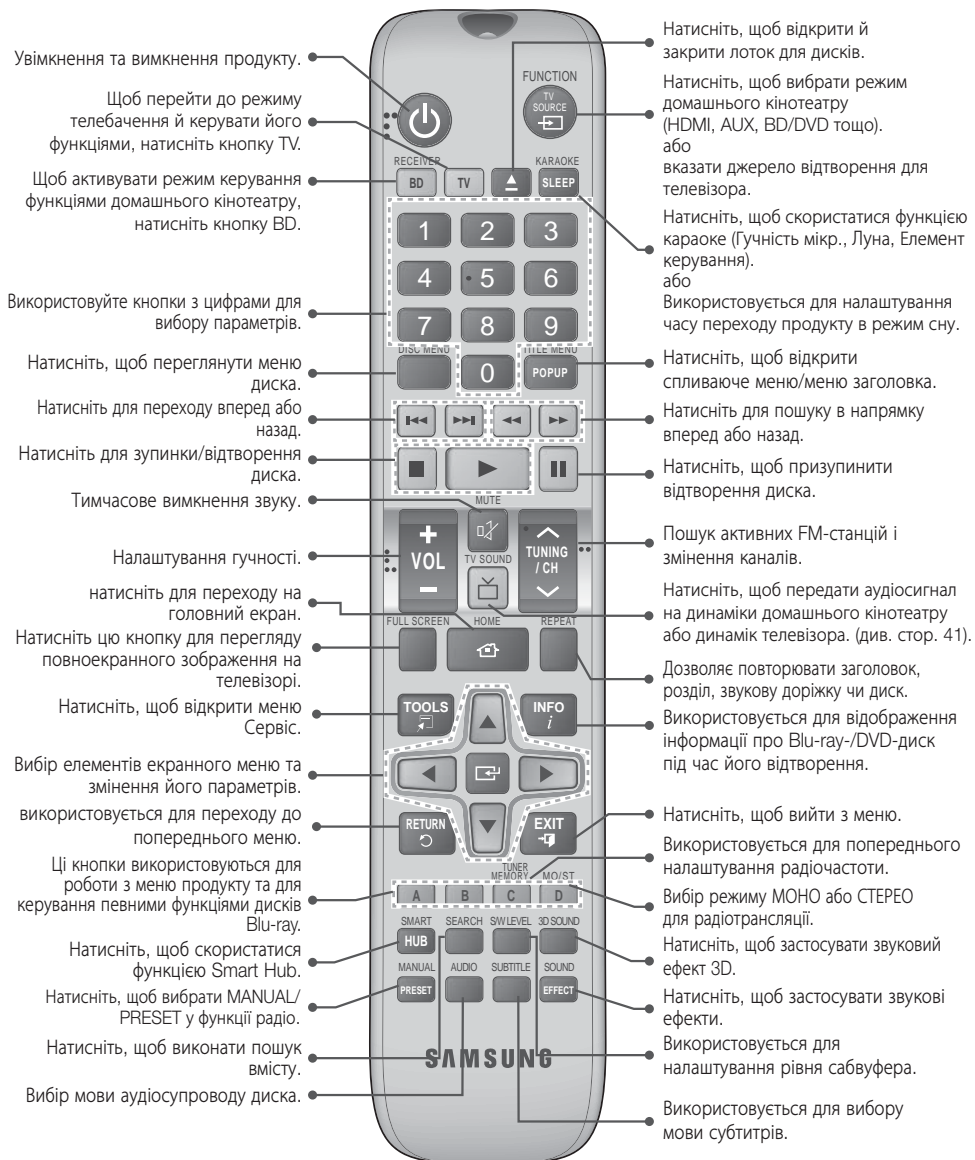 Увімкнення та вимкнення продукту.
Щоб перейти до режиму
телебачення й керувати його
функціями, натисніть кнопку TV.
Щоб активувати режим керування
функціями домашнього кінотеатру,
натисніть кнопку BD.
Використовуйте кнопки з цифрами для
вибору параметрів.
Натисніть, щоб переглянути меню
диска.
Натисніть для переходу вперед або
назад.
Натисніть для зупинки/відтворення
диска.
Тимчасове вимкнення звуку.
Налаштування гучності.
натисніть для переходу на
головний екран.
Натисніть цю кнопку для перегляду
повноекранного зображення на
телевізорі.
Натисніть, щоб відкрити меню
Сервіс.
Вибір елементів екранного меню та
змінення його параметрів.
використовується для переходу до
попереднього меню.
Ці кнопки використовуються для
роботи з меню продукту та для
керування певними функціями дисків
Blu-ray.
Натисніть, щоб скористатися
функцією Smart Hub.
Натисніть, щоб вибрати MANUAL/
PRESET у функції радіо.
Натисніть, щоб виконати пошук
вмісту.
Вибір мови аудіосупроводу диска.
FUNCTION
TV
SOURCE
RECEIVER
KARAOKE
BD
TV
SLEEP
1
2
3
4
5
6
7
8
9
DISC MENU
TITLE MENU
0
POPUP
MUTE
+
VOL
−
TUNING
/ CH
TV SOUND
FULL SCREEN
HOME
REPEAT
TOOLS
INFO
i
RETURN
EXIT
TUNER
MEMORY
MO/ST
A
B
C
D
SMART
SEARCH
S/W LEVEL
3D SOUND
HUB
MANUAL
AUDIO
SUBTITLE
SOUND
PRESET
EFFECT
SAMSUNG
Натисніть, щоб відкрити й
закрити лоток для дисків.
Натисніть, щоб вибрати режим
домашнього кінотеатру
(HDMI, AUX, BD/DVD тощо).
або
вказати джерело відтворення для
телевізора.
Натисніть, щоб скористатися функцією
караоке (Гучність мікр., Луна, Елемент
керування).
або
Використовується для налаштування
часу переходу продукту в режим сну.
Натисніть, щоб відкрити
спливаюче меню/меню заголовка.
Натисніть для пошуку в напрямку
вперед або назад.
Натисніть, щоб призупинити
відтворення диска.
Пошук активних FM-станцій і
змінення каналів.
Натисніть, щоб передати аудіосигнал
на динаміки домашнього кінотеатру
або динамік телевізора. (див. стор. 41).
Дозволяє повторювати заголовок,
розділ, звукову доріжку чи диск.
Використовується для відображення
інформації про Blu-ray-/DVD-диск
під час його відтворення.
Натисніть, щоб вийти з меню.
Використовується для попереднього
налаштування радіочастоти.
Вибір режиму МОНО або СТЕРЕО
для радіотрансляції.
Натисніть, щоб застосувати звуковий
ефект 3D.
Натисніть, щоб застосувати звукові
ефекти.
Використовується для
налаштування рівня сабвуфера.
Використовується для вибору
мови субтитрів.